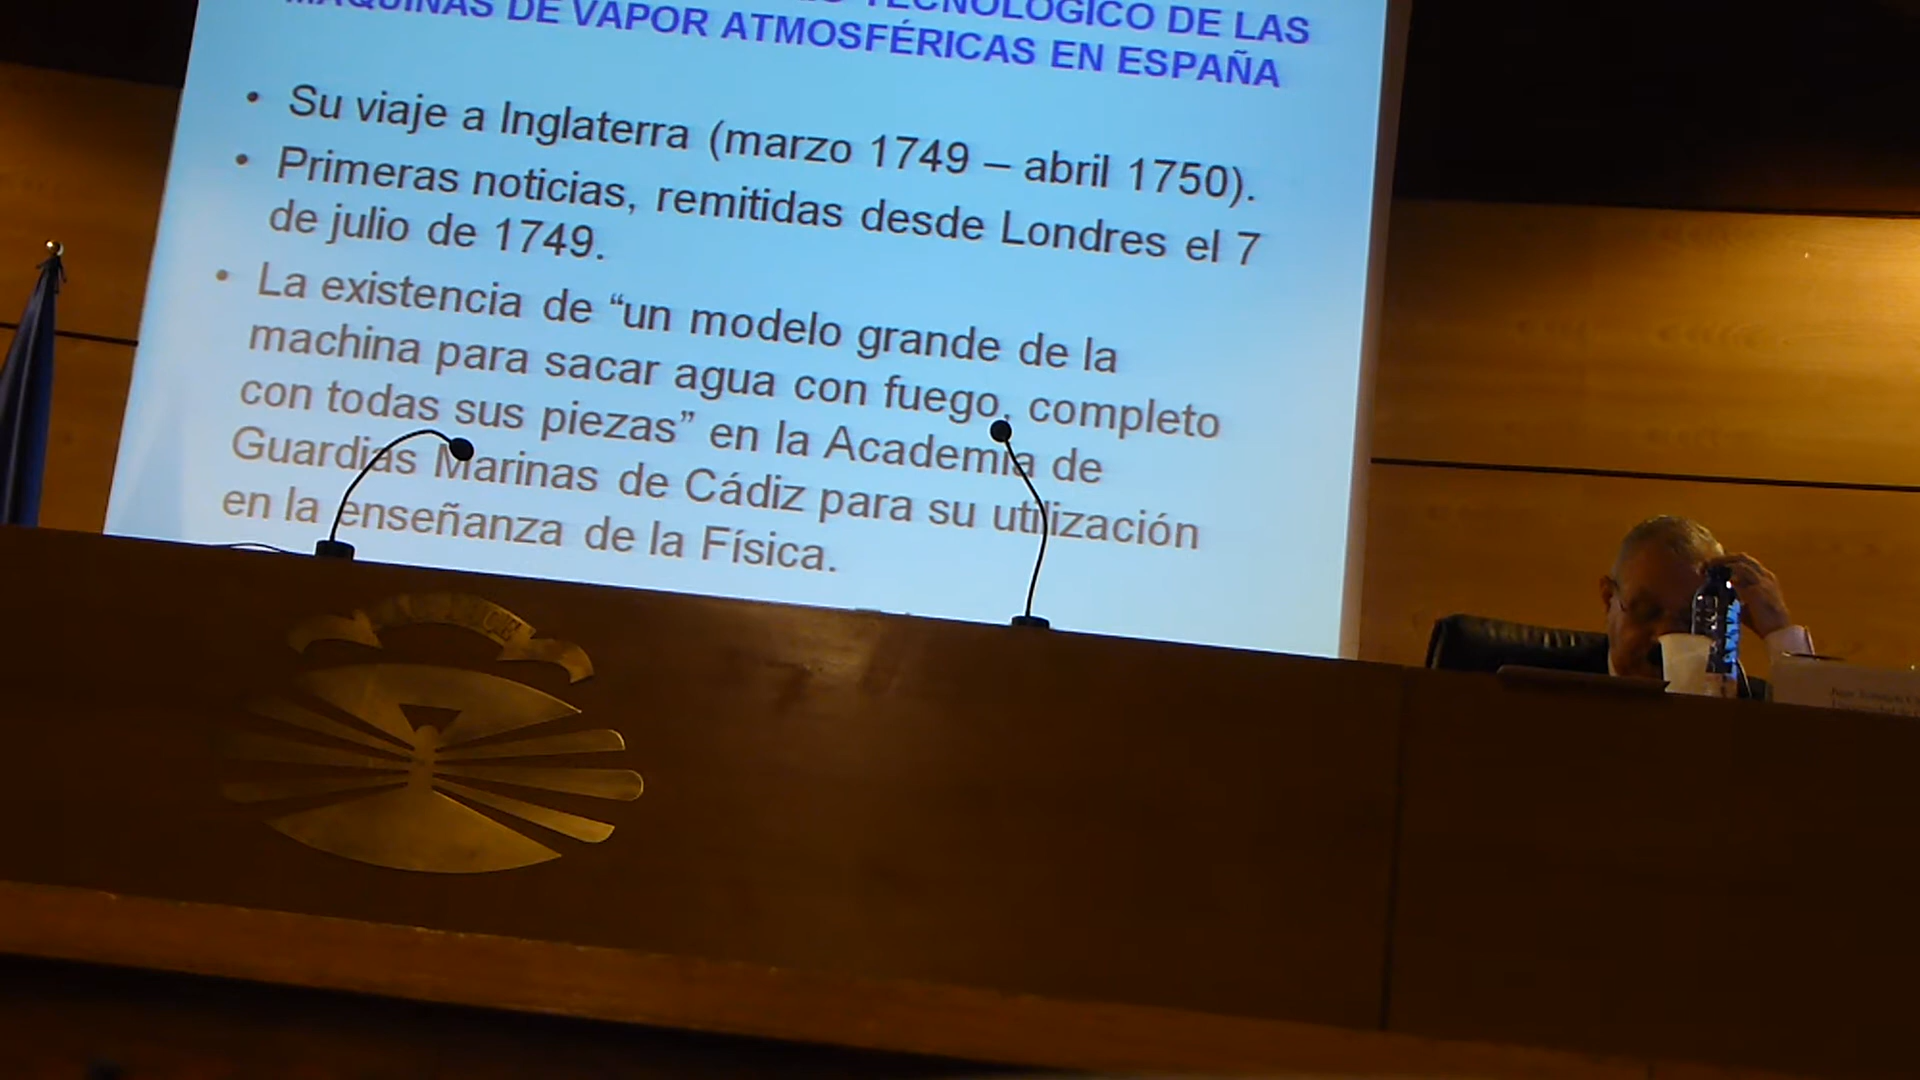 TECNOLÓGICO DE LAS
MÁQUINAS DE VAPOR ATMOSFÉRICAS EN ESPAÑA
• Su viaje a Inglaterra (marzo 1749 – abril 1750).
• Primeras noticias, remitidas desde Londres el 7
de julio de 1749.
• La existencia de “un modelo grande de la
machina para sacar agua con fuego, completo
con todas sus piezas” en la Academia de
Guardias Marinas de Cádiz para su utilización
en la enseñanza de la Física.